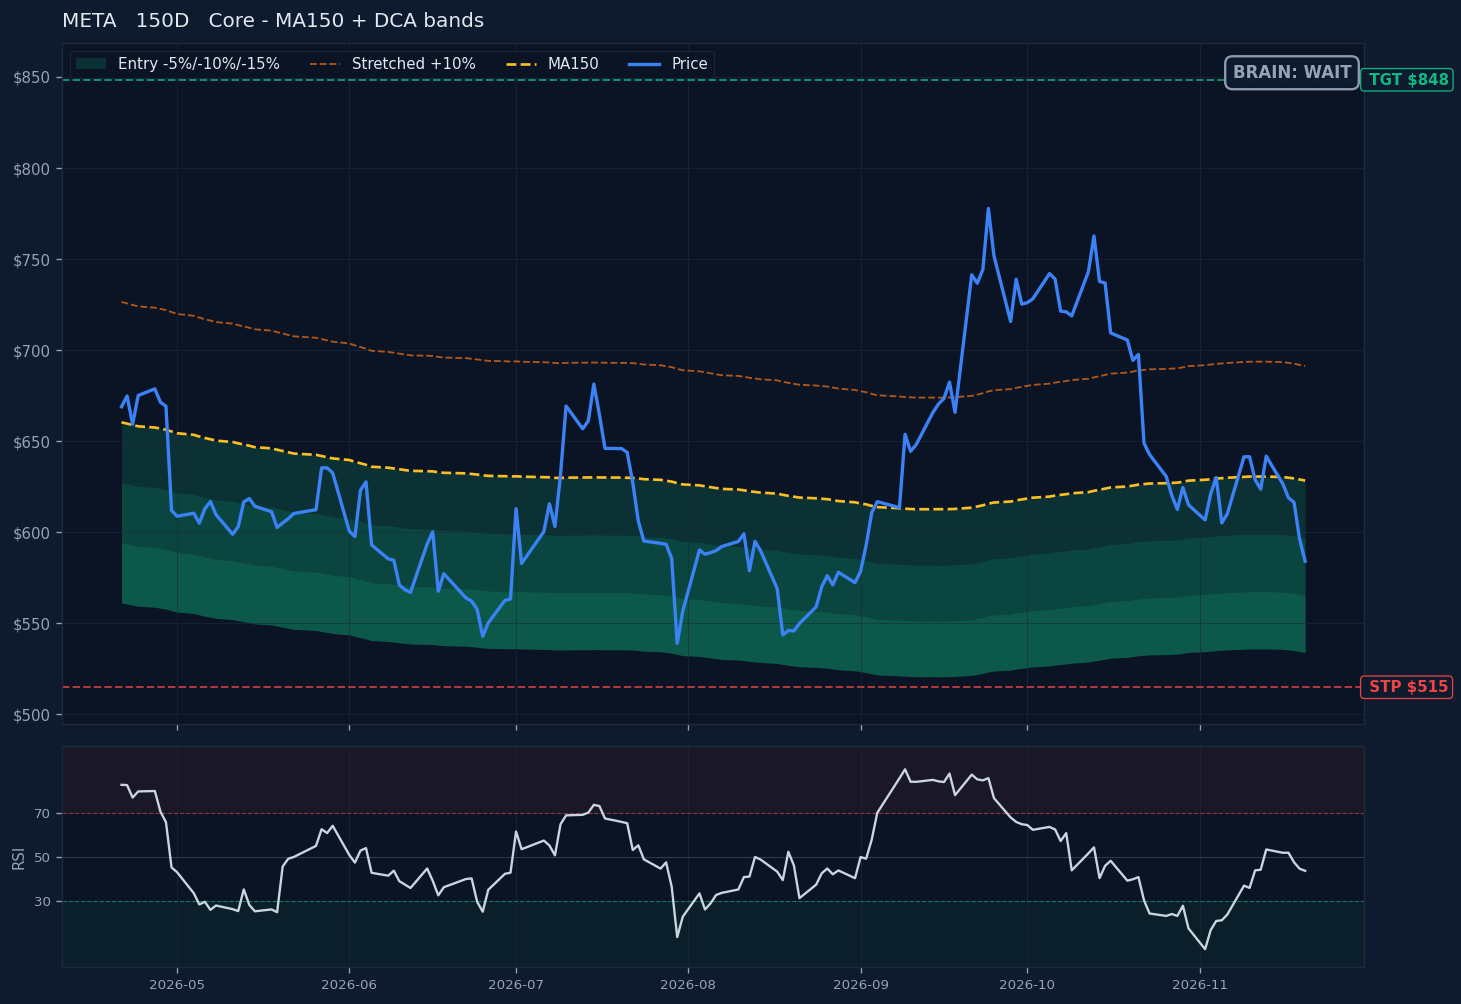 META 150D Core - MA150 + DCA bands
Entry -5%/-10%/-15%
Stretched +10%
MA150
Price
BRAIN: WAIT
TGT $848
$850
$800
$750
$700
$650
$600
$550
$500
STP $515
RSI
70
50
30
2026-05
2026-06
2026-07
2026-08
2026-09
2026-10
2026-11